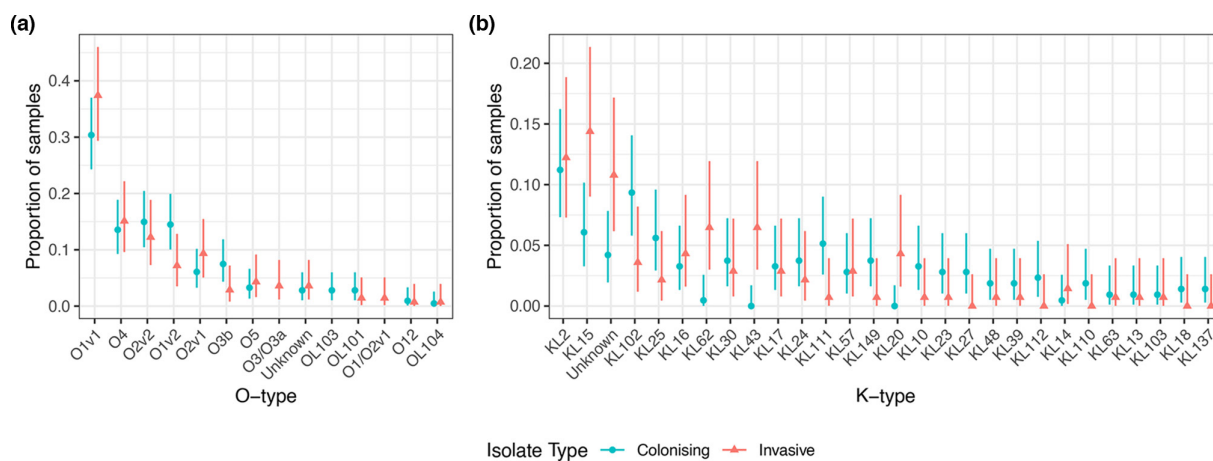 (a)
Proportion of samples
0.4
0.3
0.2
0.1
0.0
O1v1
O4
O2v2
O1v2
O2v1
O3b
O5
O3/O3a
Unknown
OL103
OL101
O1/O2v1
O12
OL104
O-type
(b)
Proportion of samples
0.20
0.15
0.10
0.05
0.00
KL2
KL15
Unknown
KL102
KL25
KL16
KL62
KL30
KL43
KL17
KL24
KL111
KL57
KL149
KL20
KL10
KL23
KL27
KL48
KL39
KL112
KL14
KL110
KL63
KL13
KL103
KL18
KL137
K-type
Isolate Type Colonising Invasive